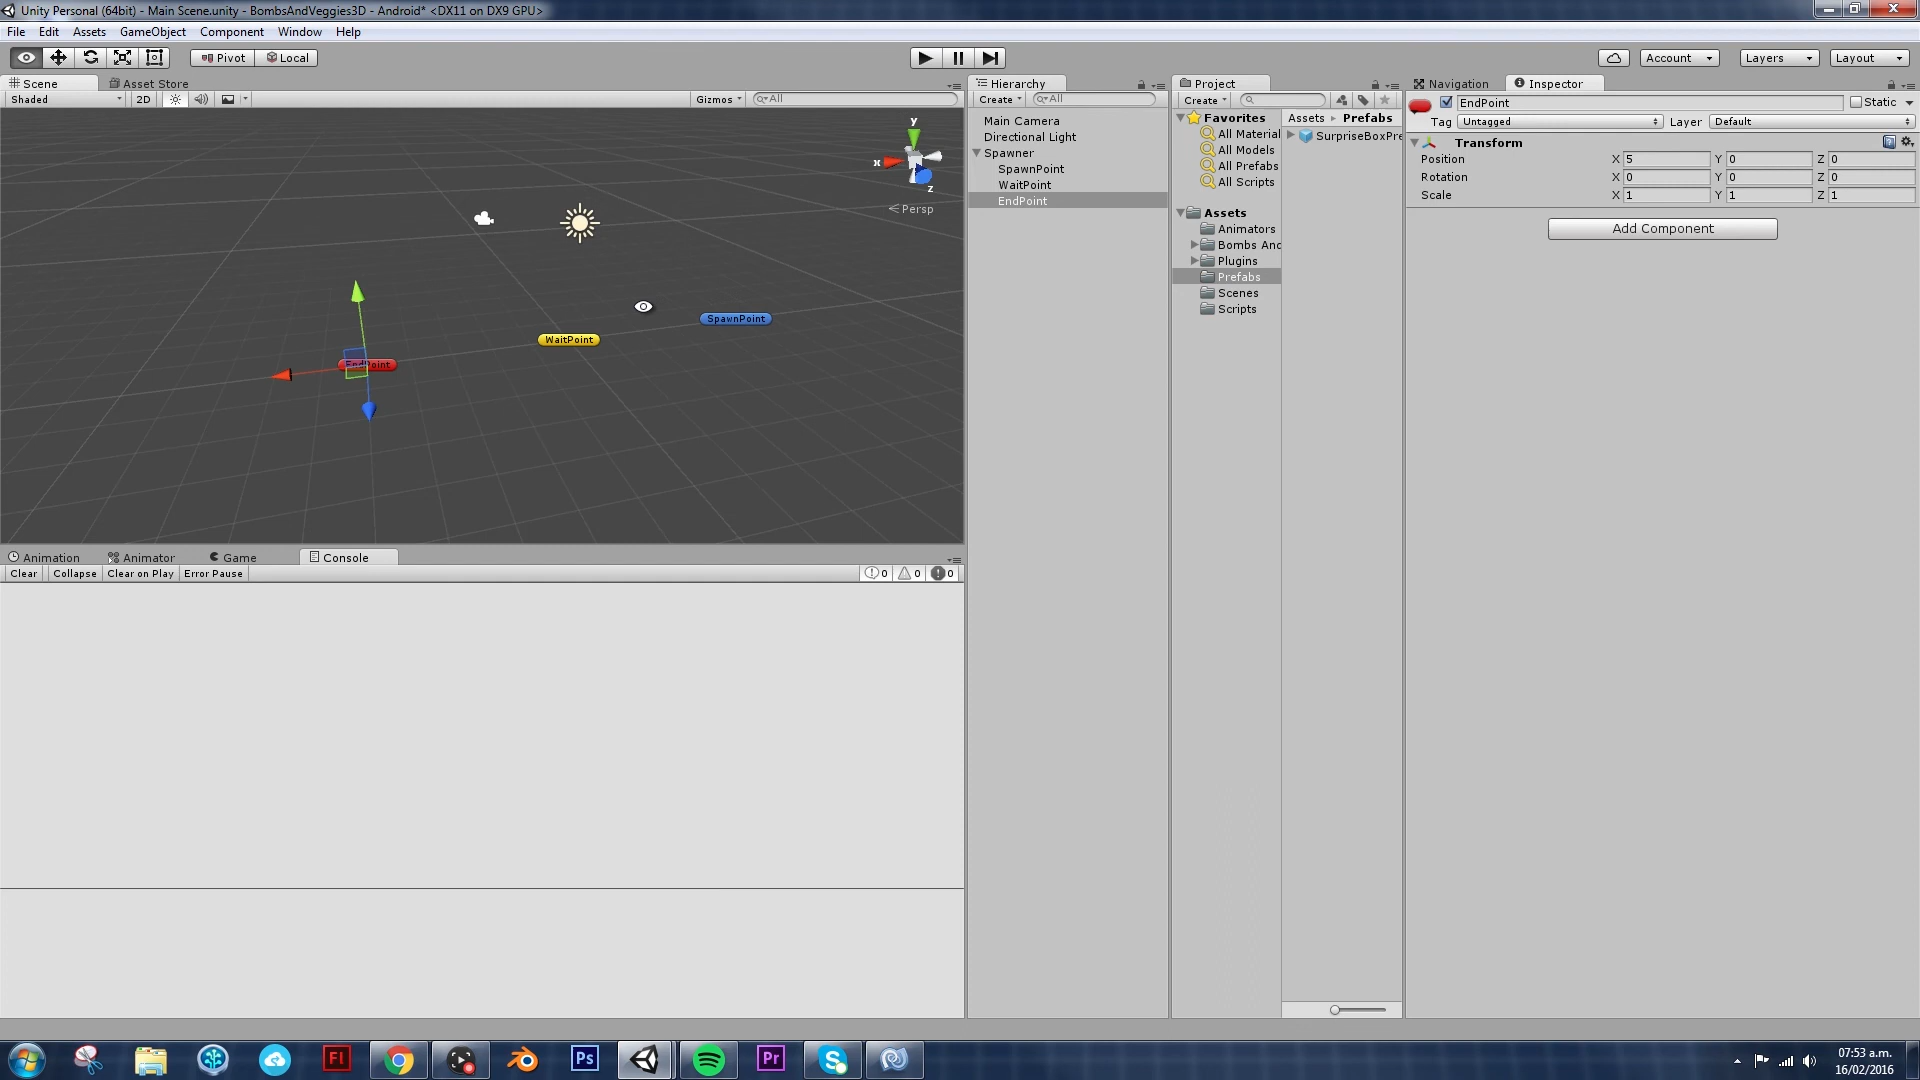 Unity Personal (64bit) - Main Scene.unity - BombsAndVeggies3D - Android* <DX11 on DX9 GPU>
File Edit Assets GameObject Component Window Help
Pivot Local Account Layers Layout
Scene Asset Store Hierarchy Project Navigation Inspector
Shaded 2D Gizmos All Create All Create
EndPoint Static
Tag Untagged Layer Default
Main Camera
Directional Light
Spawner
SpawnPoint
WaitPoint
EndPoint
Favorites
All Material
All Models
All Prefabs
All Scripts
Assets
Animators
Bombs And
Plugins
Prefabs
Scenes
Scripts
Assets Prefabs
SurpriseBoxPre
Transform
Position X 5 Y 0 Z 0
Rotation X 0 Y 0 Z 0
Scale X 1 Y 1 Z 1
Add Component
y
x
z
Persp
SpawnPoint
WaitPoint
EndPoint
Animation Animator Game Console
Clear Collapse Clear on Play Error Pause 0 0 0
Fl Ps Pr
07:53 a.m.
16/02/2016